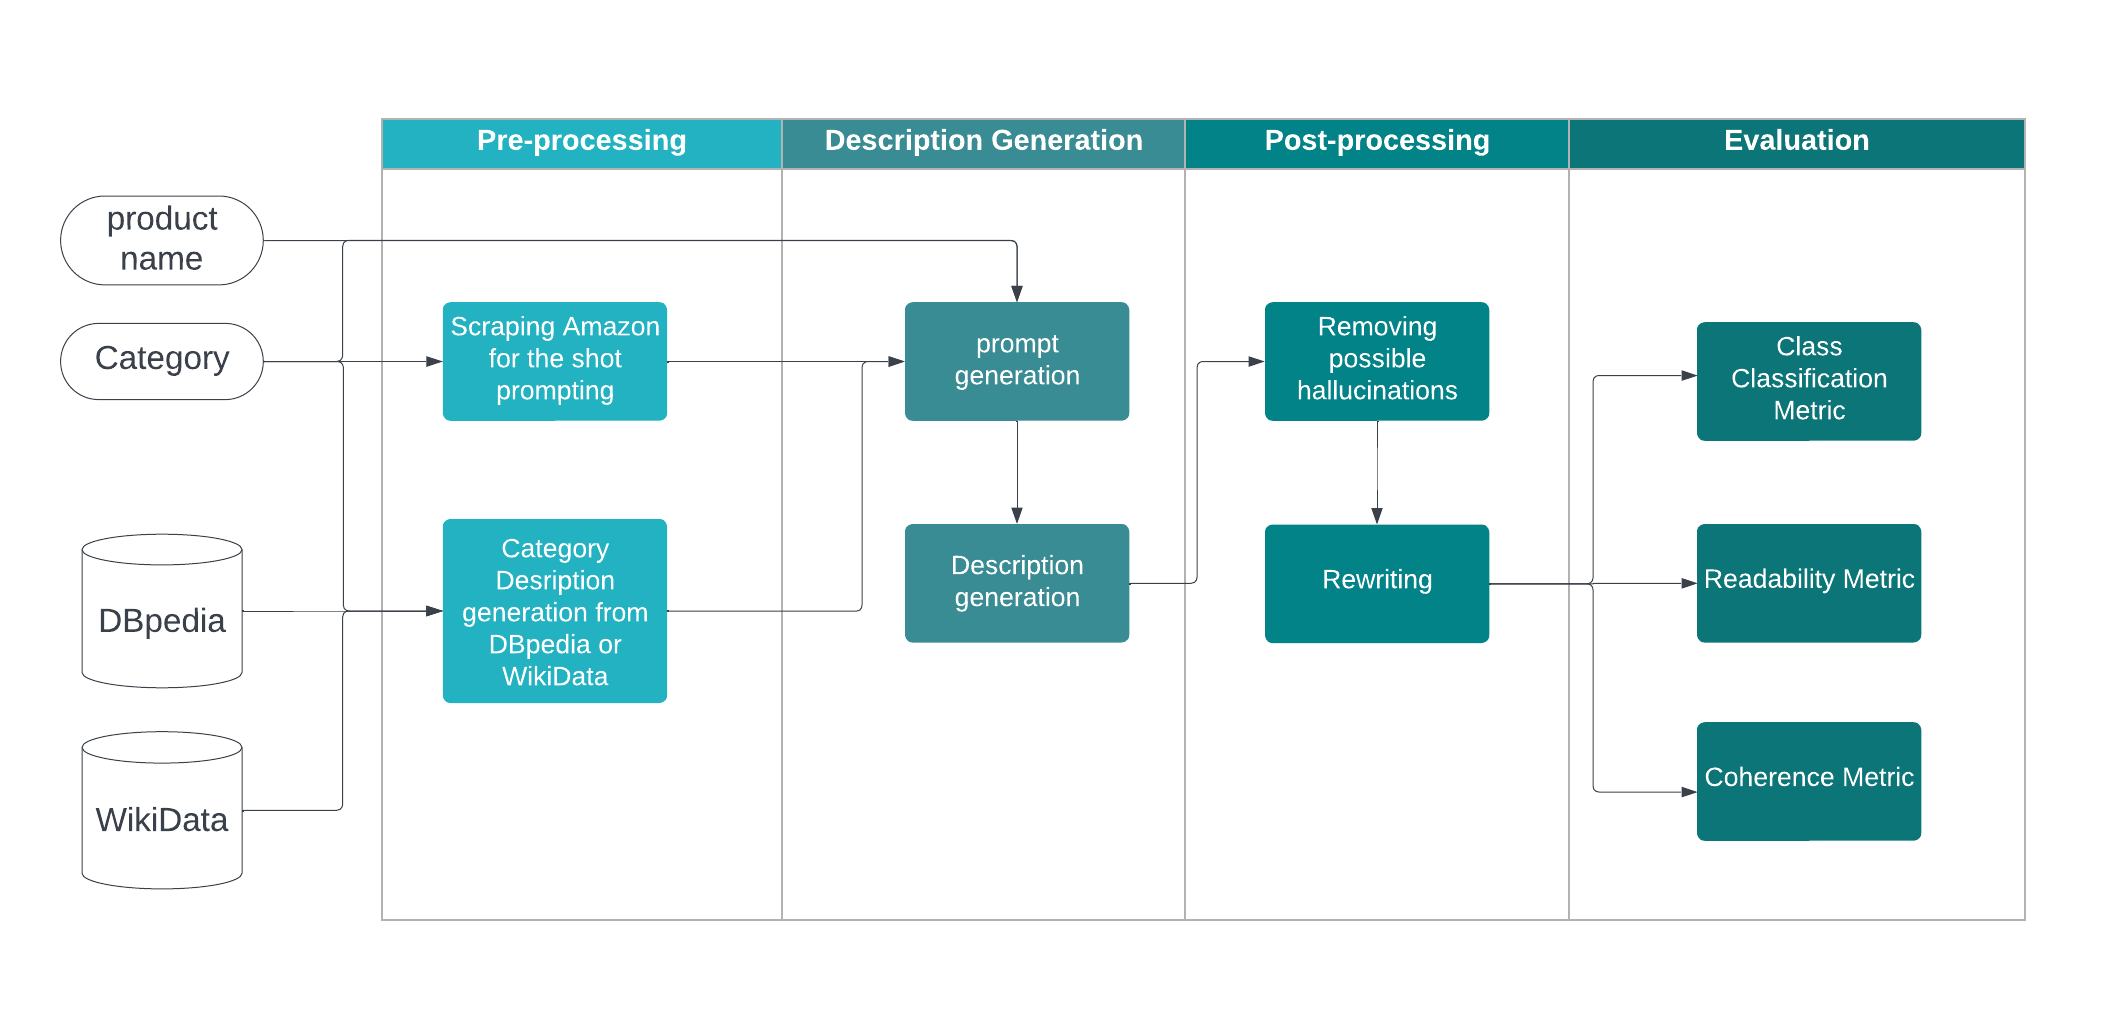 Pre-processing
Description Generation
Post-processing
Evaluation
product
name
Category
DBpedia
WikiData
Scraping Amazon
for the shot
prompting
Category
Desription
generation from
DBpedia or
WikiData
prompt
generation
Description
generation
Removing
possible
hallucinations
Rewriting
Class
Classification
Metric
Readability Metric
Coherence Metric